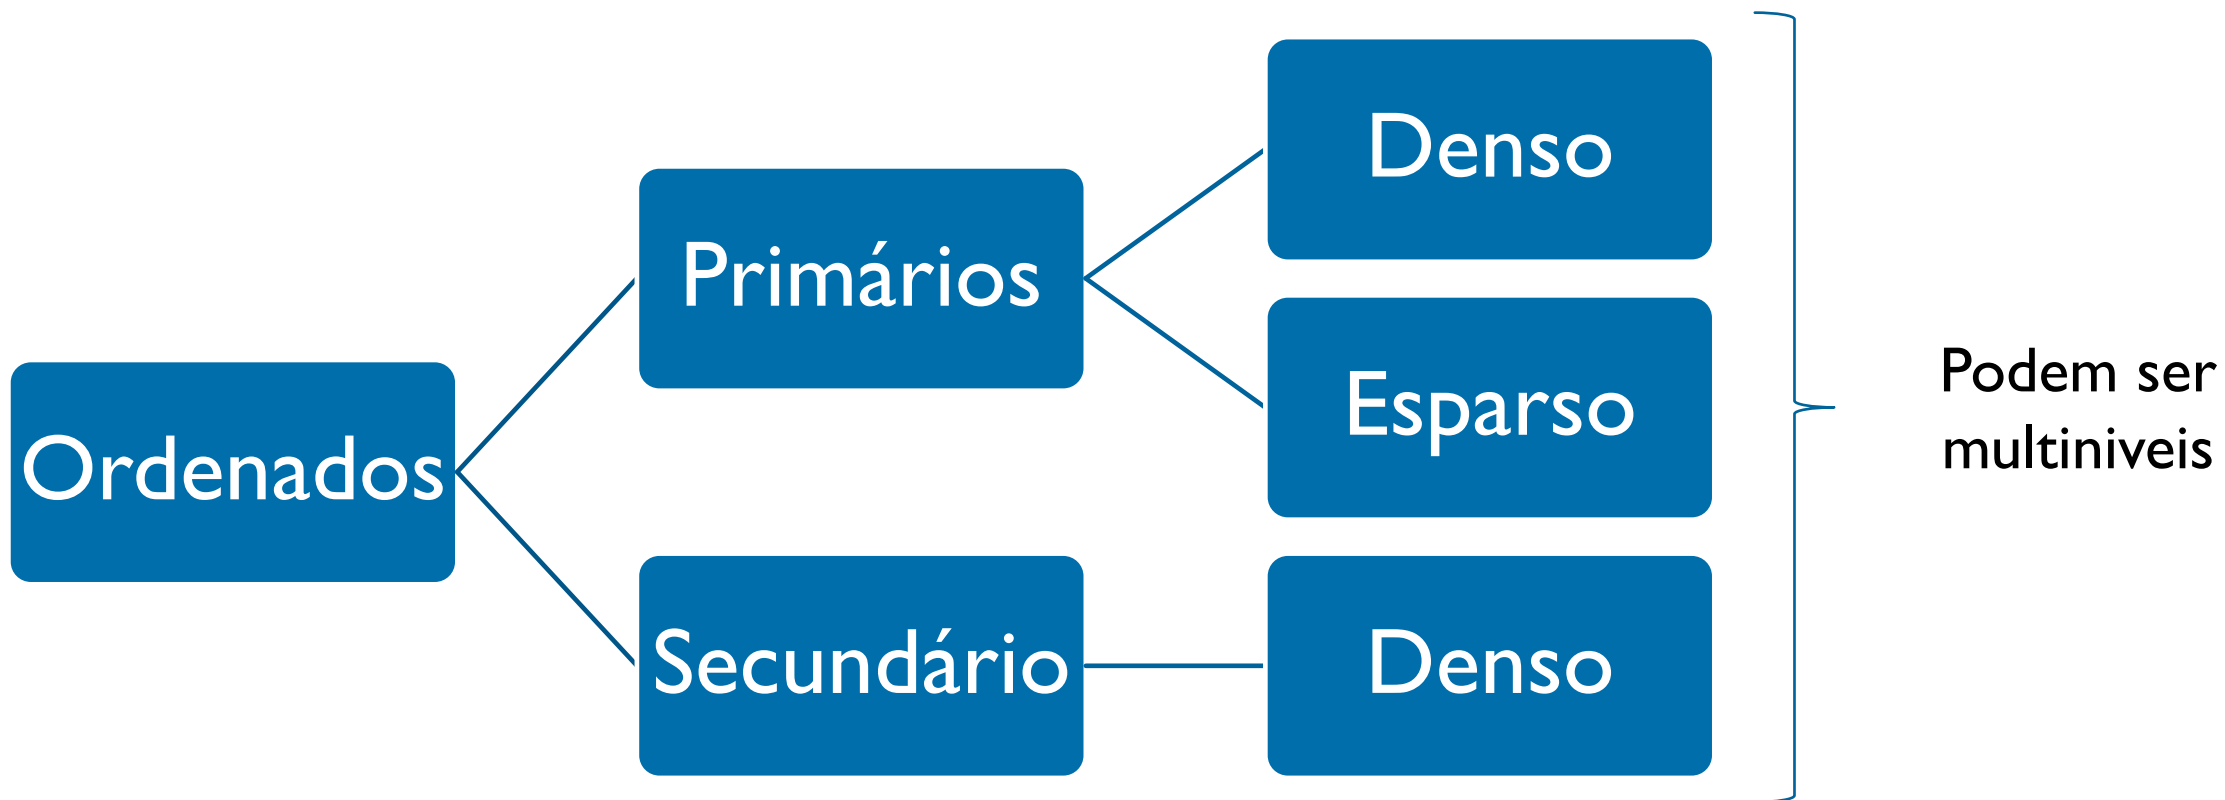 Ordenados
Primários
Denso
Esparso
Secundário
Denso
Podem ser
multiniveis